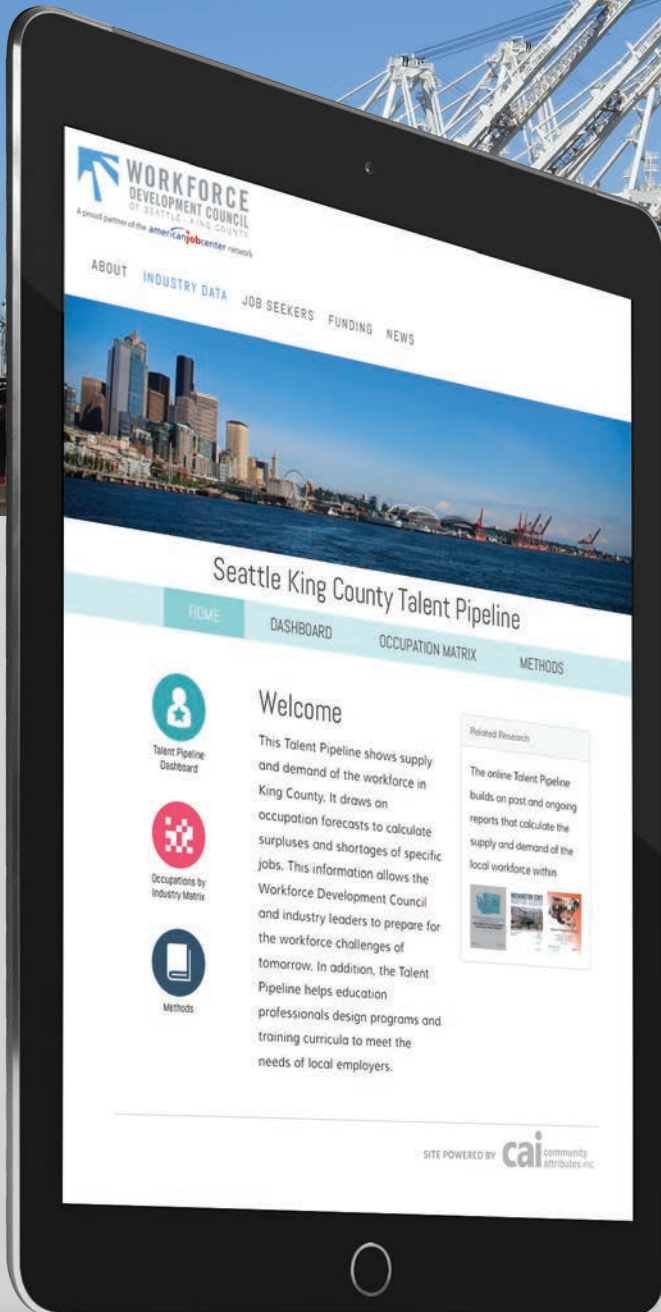 WORKFORCE
DEVELOPMENT COUNCIL
OF SEATTLE - KING COUNTY
A proud partner of the americanjobcenter network
ABOUT INDUSTRY DATA JOB SEEKERS FUNDING NEWS
Seattle King County Talent Pipeline
HOME DASHBOARD OCCUPATION MATRIX METHODS
Talent Pipeline
Dashboard
Occupations by
Industry Matrix
Methods
Welcome
This Talent Pipeline shows supply
and demand of the workforce in
King County. It draws on
occupation forecasts to calculate
surpluses and shortages of specific
jobs. This information allows the
Workforce Development Council
and industry leaders to prepare for
the workforce challenges of
tomorrow. In addition, the Talent
Pipeline helps education
professionals design programs and
training curricula to meet the
needs of local employers.
Related Research
The online Talent Pipeline
builds on past and ongoing
reports that calculate the
supply and demand of the
local workforce within
WASHINGTON STATE
SITE POWERED BY cai community
attributes inc